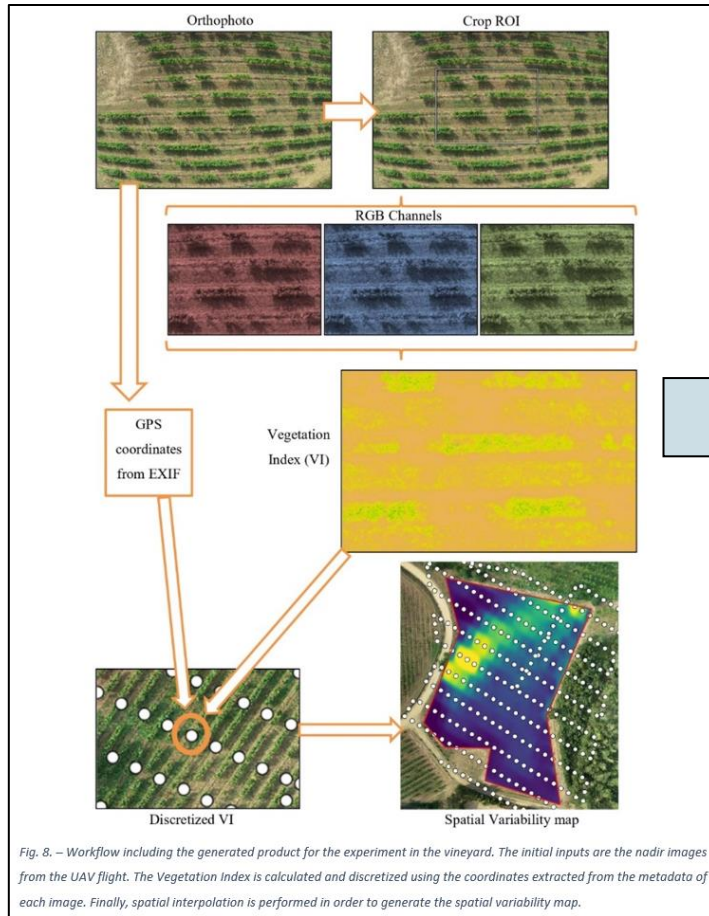 Orthophoto
Crop ROI
RGB Channels
GPS
coordinates
from EXIF
Vegetation
Index (VI)
Discretized VI
Spatial Variability map
Fig. 8. – Workflow including the generated product for the experiment in the vineyard. The initial inputs are the nadir images
from the UAV flight. The Vegetation Index is calculated and discretized using the coordinates extracted from the metadata of
each image. Finally, spatial interpolation is performed in order to generate the spatial variability map.